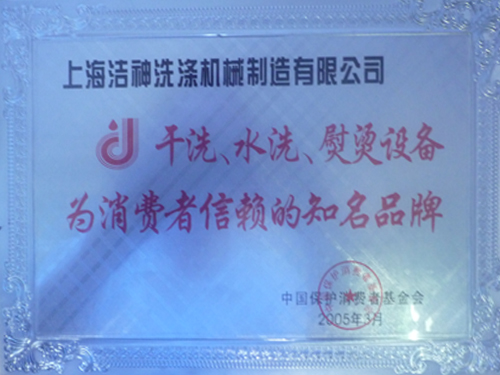 上海洁神洗涤机械制造有限公司
干洗、水洗、熨烫设备
为消费者信赖的知名品牌
中国保护消费者基金会
2005年3月